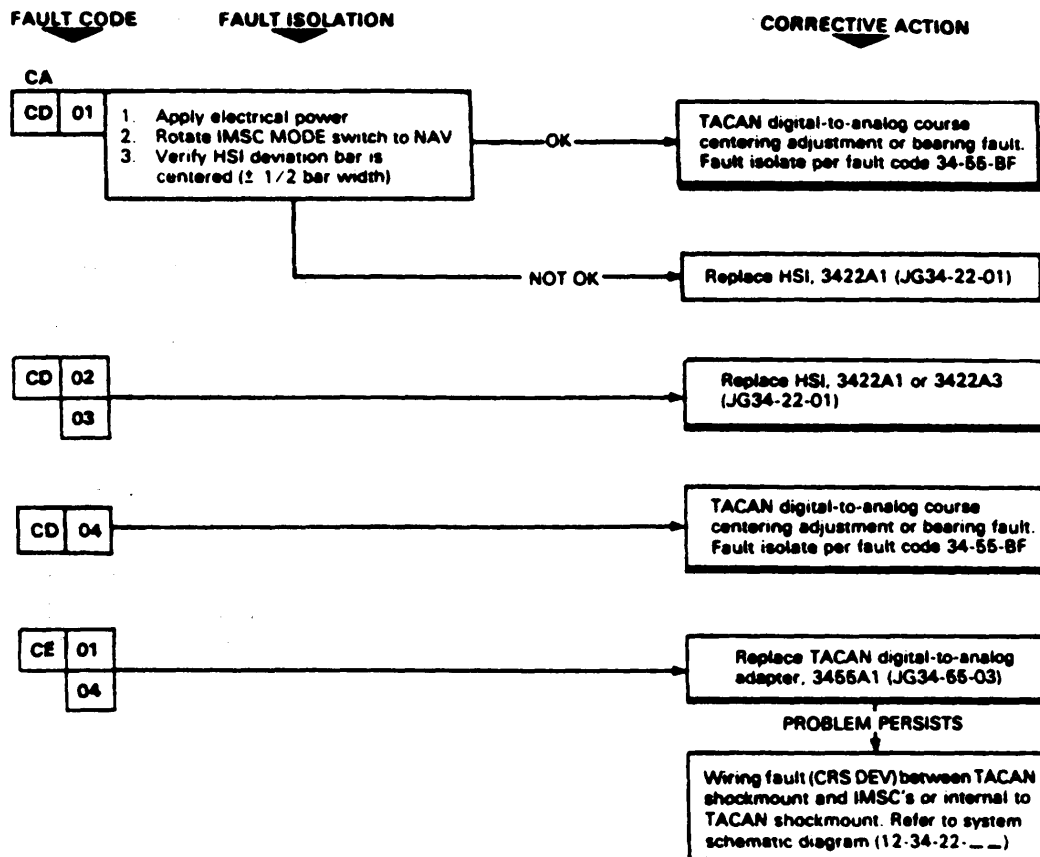 FAULT CODE FAULT ISOLATION CORRECTIVE ACTION
CA
CD 01
1. Apply electrical power
2. Rotate IMSC MODE switch to NAV
3. Verify HSI deviation bar is
centered (± 1/2 bar width)
OK
TACAN digital-to-analog course
centering adjustment or bearing fault.
Fault isolate per fault code 34-55-BF
NOT OK
Replace HSI, 3422A1 (JG34-22-01)
CD 02
03
Replace HSI, 3422A1 or 3422A3
(JG34-22-01)
CD 04
TACAN digital-to-analog course
centering adjustment or bearing fault.
Fault isolate per fault code 34-55-BF
CE 01
04
Replace TACAN digital-to-analog
adapter, 3455A1 (JG34-55-03)
PROBLEM PERSISTS
Wiring fault (CRS DEV) between TACAN
shockmount and IMSC's or internal to
TACAN shockmount. Refer to system
schematic diagram (12-34-22-_ _)